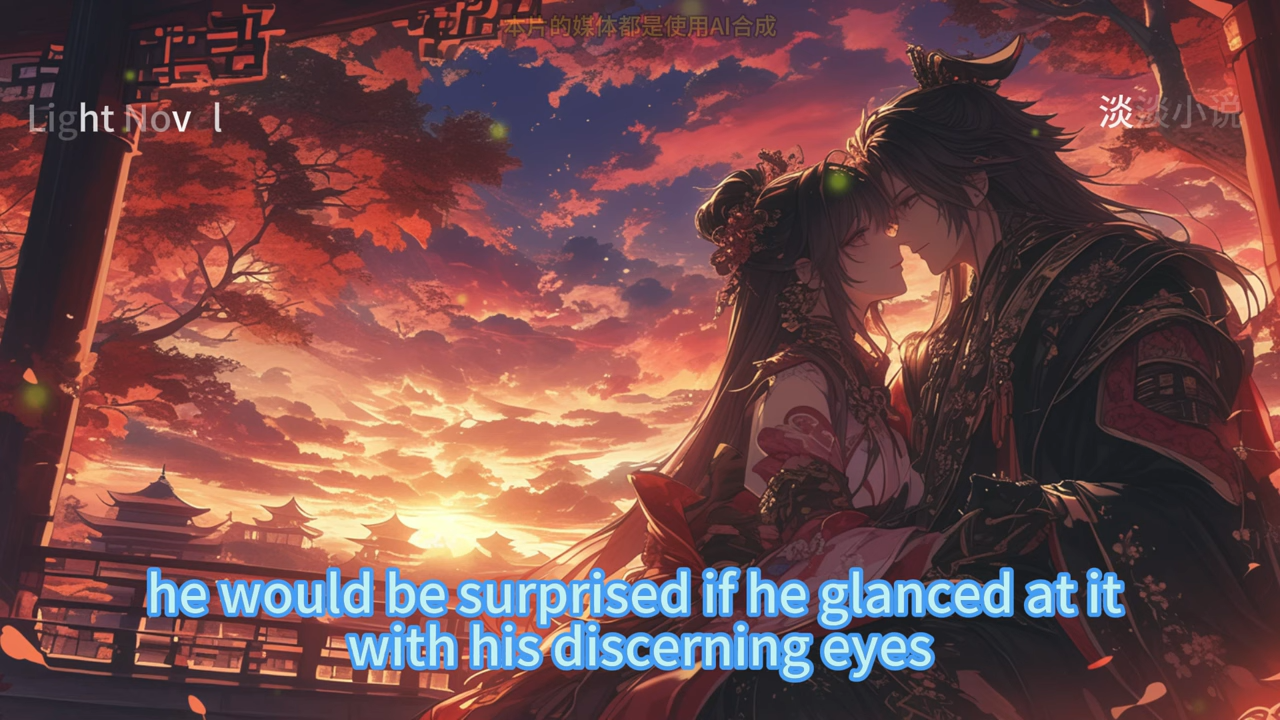 本片的媒体都是使用AI合成
Light Nov l
淡淡小说
he would be surprised if he glanced at it
with his discerning eyes